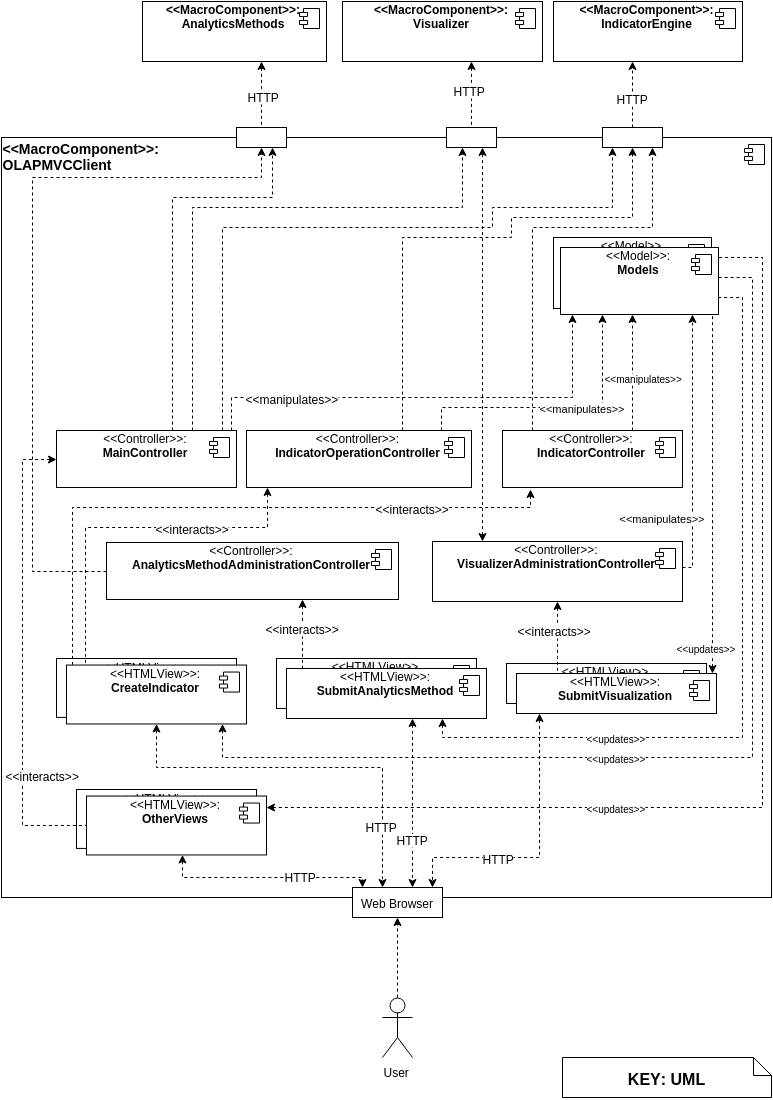 <<MacroComponent>>:
AnalyticsMethods
<<MacroComponent>>:
Visualizer
<<MacroComponent>>:
IndicatorEngine
HTTP
HTTP
HTTP
<<MacroComponent>>:
OLAPMVCClient
<<Model>>
<<Model>>:
Models
<<manipulates>>
<<manipulates>>
<<manipulates>>
<<Controller>>:
MainController
<<Controller>>:
IndicatorOperationController
<<Controller>>:
IndicatorController
<<interacts>>
<<manipulates>>
<<interacts>>
<<Controller>>:
AnalyticsMethodAdministrationController
<<Controller>>:
VisualizerAdministrationController
<<interacts>>
<<interacts>>
<<updates>>
<<HTMLView>>:
CreateIndicator
<<HTMLView>>
<<HTMLView>>:
SubmitAnalyticsMethod
<<HTMLView>>
<<HTMLView>>:
SubmitVisualization
<<updates>>
<<updates>>
<<interacts>>
<<updates>>
<<HTMLView>>:
OtherViews
HTTP
HTTP
HTTP
HTTP
Web Browser
User
KEY: UML